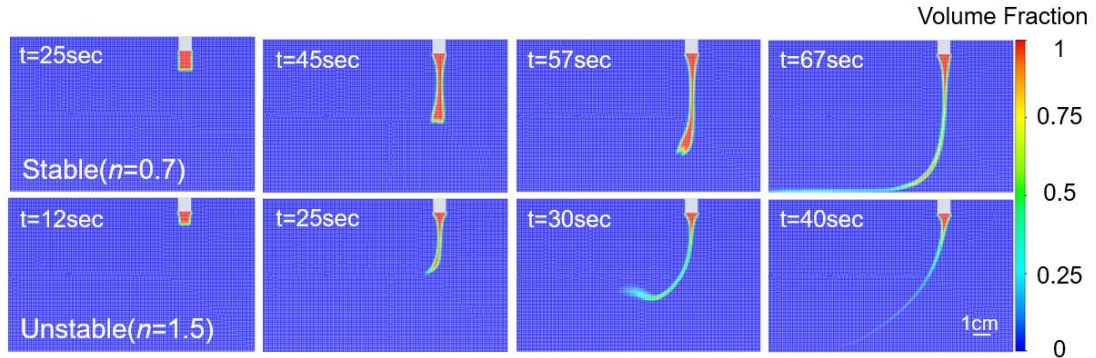 Volume Fraction
t=25sec
t=45sec
t=57sec
t=67sec
1
0.75
Stable(n=0.7)
0.5
t=12sec
t=25sec
t=30sec
t=40sec
0.25
Unstable(n=1.5)
1cm
0